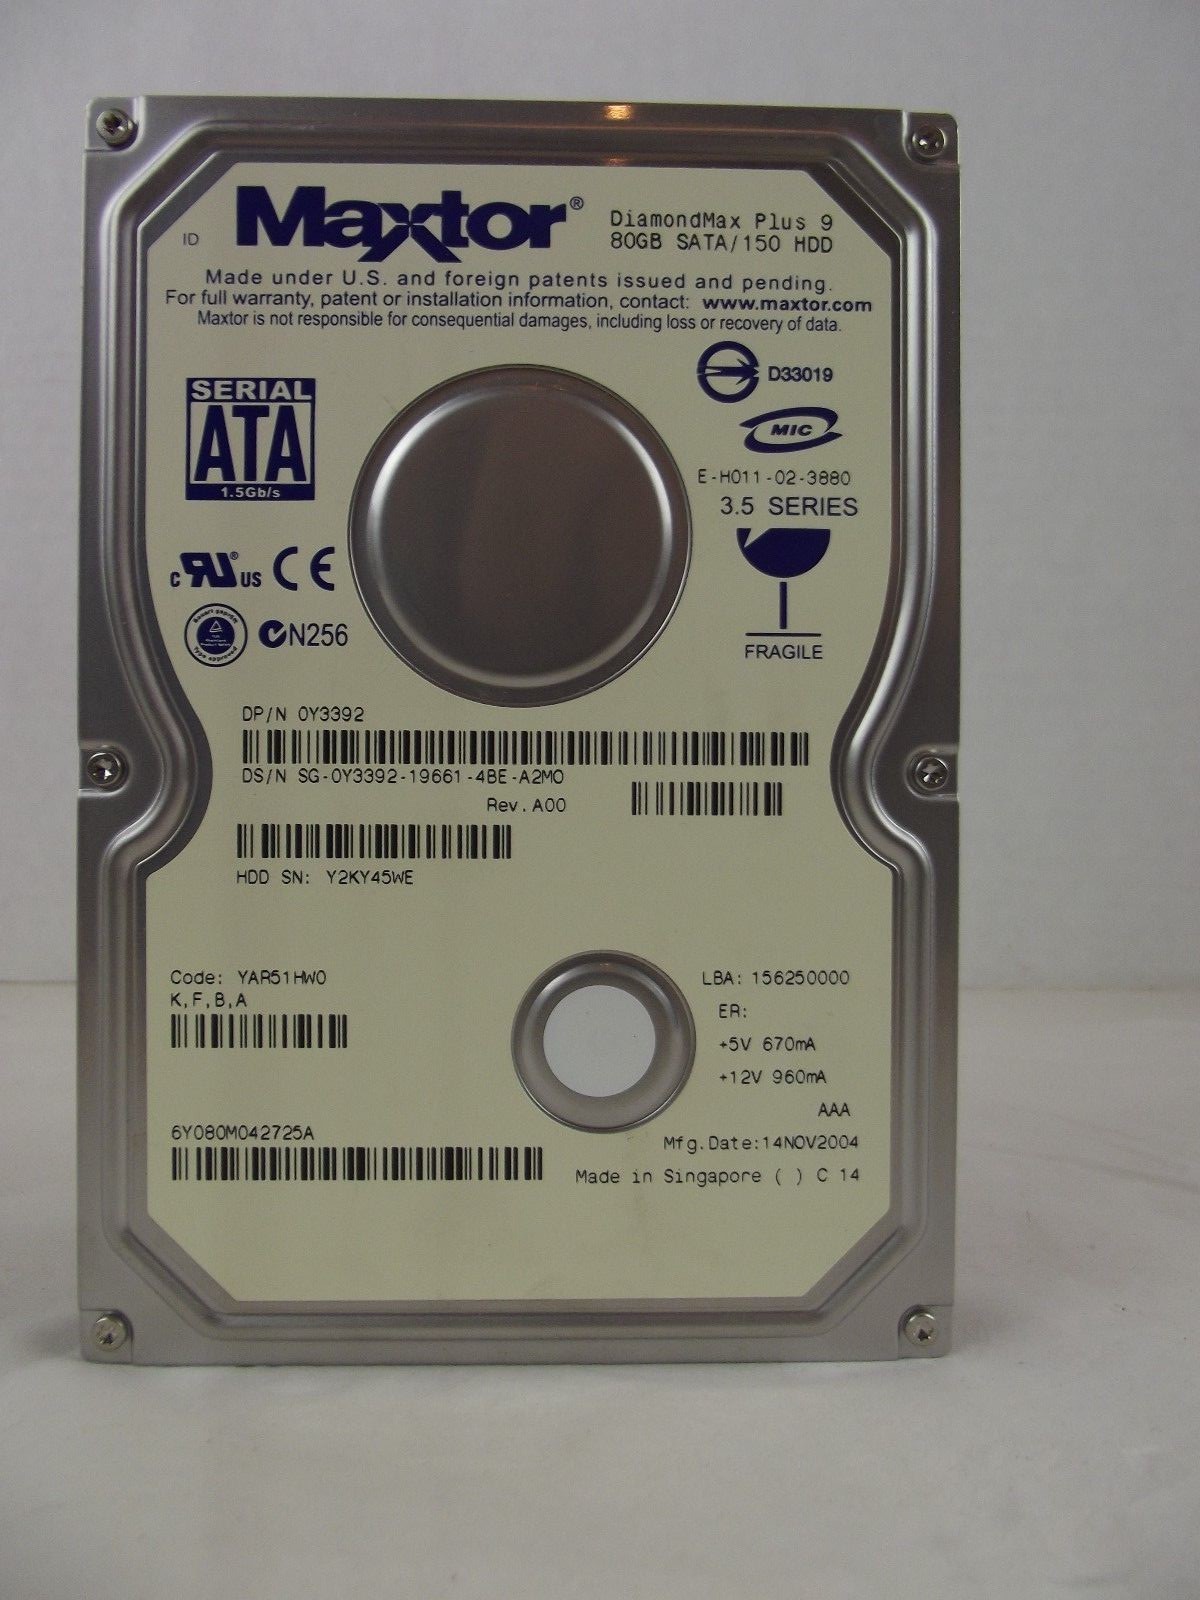 ID
Maxtor®
DiamondMax Plus 9
80GB SATA/150 HDD
Made under U.S. and foreign patents issued and pending.
For full warranty, patent or installation information, contact: www.maxtor.com
Maxtor is not responsible for consequential damages, including loss or recovery of data.
SERIAL
ATA
1.5Gb/s
D33019
MIC
E-H011-02-3880
3.5 SERIES
c RU® US CE
N256
Type approved
FRAGILE
DP/N 0Y3392
DS/N SG-0Y3392-19661-4BE-A2M0
Rev.A00
HDD SN: Y2KY45WE
Code: YAR51HW0
K,F,B,A
LBA: 156250000
ER:
+5V 670mA
+12V 960mA
AAA
6Y080M042725A
Mfg.Date:14NOV2004
Made in Singapore ( ) C 14